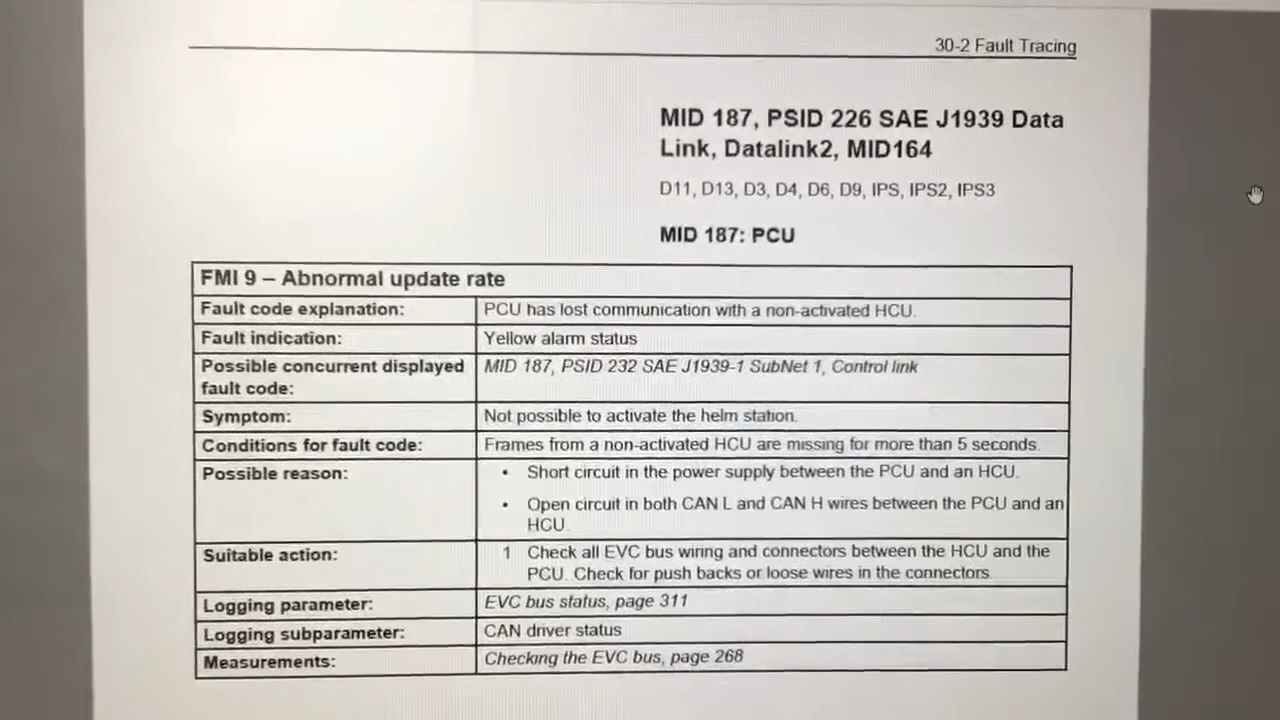 30-2 Fault Tracing
MID 187, PSID 226 SAE J1939 Data
Link, Datalink2, MID164
D11, D13, D3, D4, D6, D9, IPS, IPS2, IPS3
MID 187: PCU
FMI 9 – Abnormal update rate
Fault code explanation: PCU has lost communication with a non-activated HCU.
Fault indication: Yellow alarm status
Possible concurrent displayed MID 187, PSID 232 SAE J1939-1 SubNet 1, Control link
fault code:
Symptom: Not possible to activate the helm station.
Conditions for fault code: Frames from a non-activated HCU are missing for more than 5 seconds.
Possible reason: • Short circuit in the power supply between the PCU and an HCU.
• Open circuit in both CAN L and CAN H wires between the PCU and an
HCU.
Suitable action: 1 Check all EVC bus wiring and connectors between the HCU and the
PCU. Check for push backs or loose wires in the connectors.
Logging parameter: EVC bus status, page 311
Logging subparameter: CAN driver status
Measurements: Checking the EVC bus, page 268